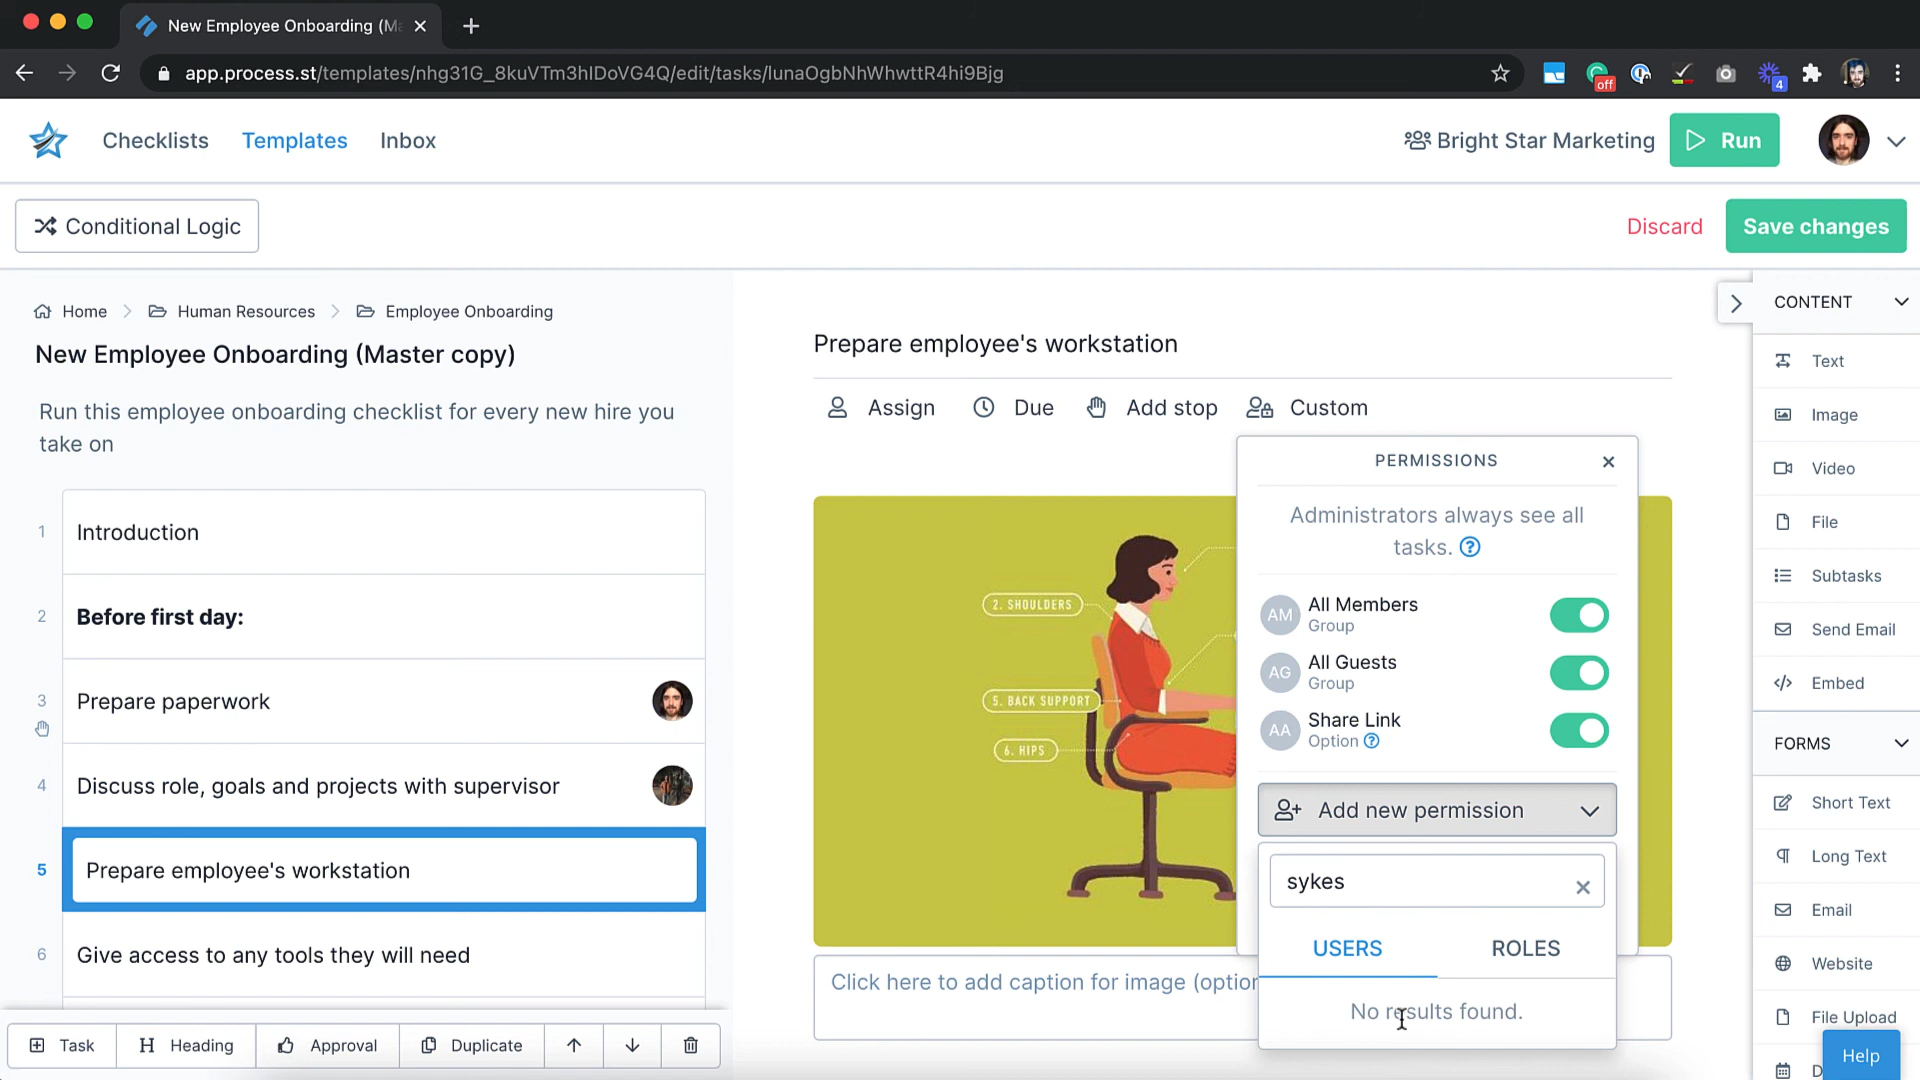 New Employee Onboarding (Ma
app.process.st/templates/nhg31G_8kuVTm3hIDoVG4Q/edit/tasks/lunaOgbNhWhwttR4hi9Bjg
off
4
Checklists
Templates
Inbox
Bright Star Marketing
Run
Conditional Logic
Discard
Save changes
Home
Human Resources
Employee Onboarding
New Employee Onboarding (Master copy)
Run this employee onboarding checklist for every new hire you
take on
1
Introduction
2
Before first day:
3
Prepare paperwork
4
Discuss role, goals and projects with supervisor
5
Prepare employee's workstation
6
Give access to any tools they will need
Task
H Heading
Approval
Duplicate
Prepare employee's workstation
Assign
Due
Add stop
Custom
2. SHOULDERS
5. BACK SUPPORT
6. HIPS
Click here to add caption for image (option
PERMISSIONS
Administrators always see all
tasks. ?
AM
All Members
Group
AG
All Guests
Group
AA
Share Link
Option ?
Add new permission
sykes
USERS
ROLES
No results found.
CONTENT
Text
Image
Video
File
Subtasks
Send Email
Embed
FORMS
Short Text
Long Text
Email
Website
File Upload
D
Help